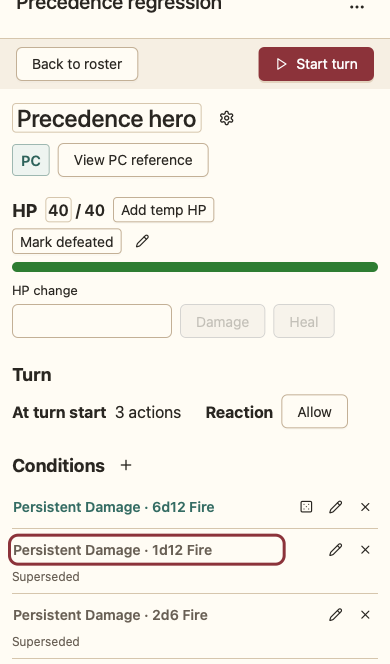 Precedence regression
...
Back to roster
Start turn
Precedence hero
PC
View PC reference
HP 40 / 40 Add temp HP
Mark defeated
HP change
Damage
Heal
Turn
At turn start 3 actions Reaction Allow
Conditions +
Persistent Damage · 6d12 Fire
Persistent Damage · 1d12 Fire
Superseded
Persistent Damage · 2d6 Fire
Superseded